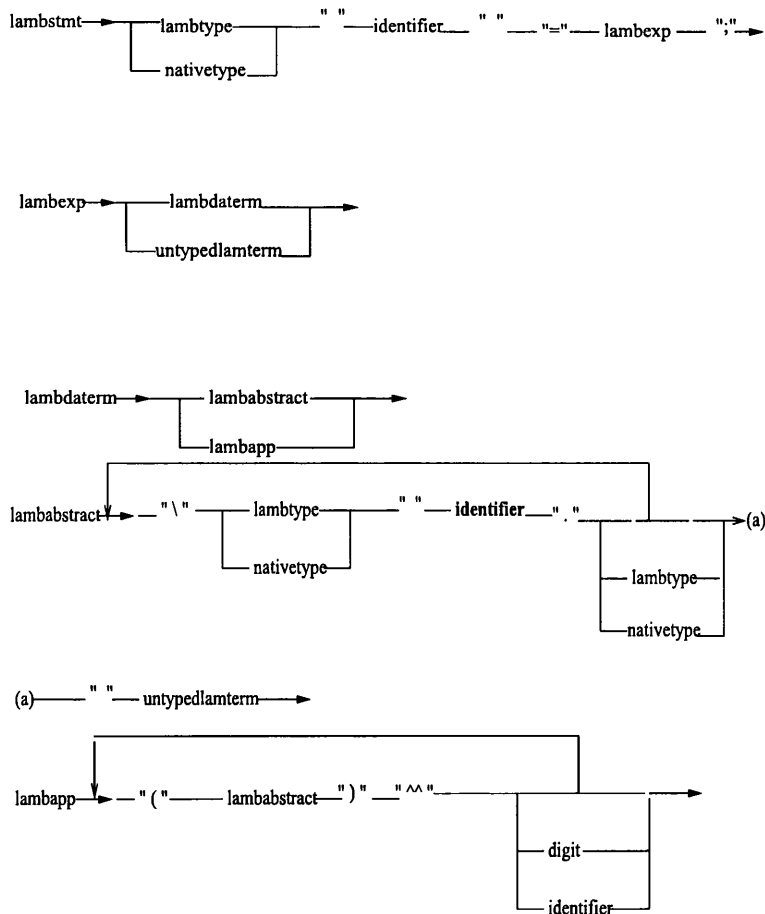 lambstmt lambtype " " identifier " " "=" lambexp ";"
nativetype
lambexp lambdaterm
untypedlamterm
lambdaterm lambabstract
lambapp
lambabstract "\" lambtype " " identifier "." (a)
nativetype lambtype
nativetype
(a) " " untypedlamterm
lambapp "(" lambabstract ")" "^^"
digit
identifier